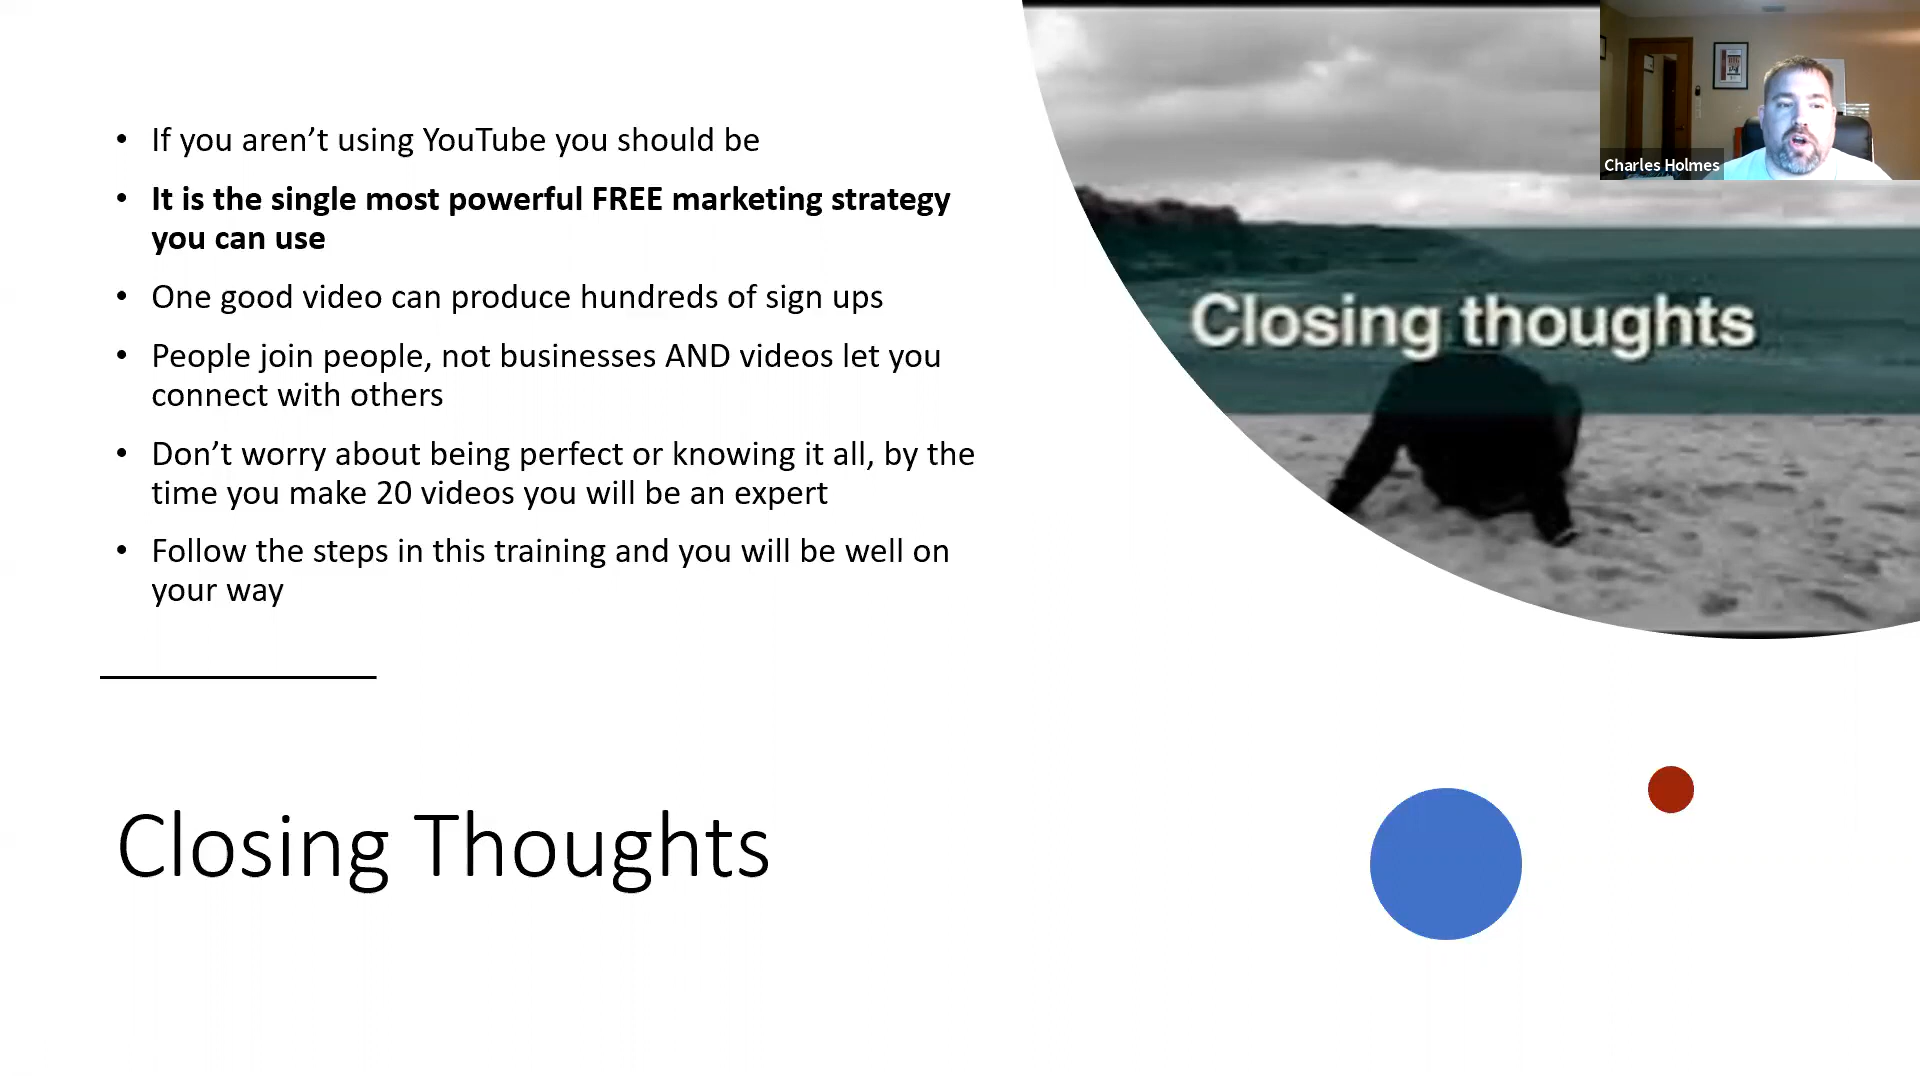 • If you aren’t using YouTube you should be
• It is the single most powerful FREE marketing strategy
you can use
• One good video can produce hundreds of sign ups
• People join people, not businesses AND videos let you
connect with others
• Don’t worry about being perfect or knowing it all, by the
time you make 20 videos you will be an expert
• Follow the steps in this training and you will be well on
your way
Closing Thoughts
Closing thoughts
Charles Holmes